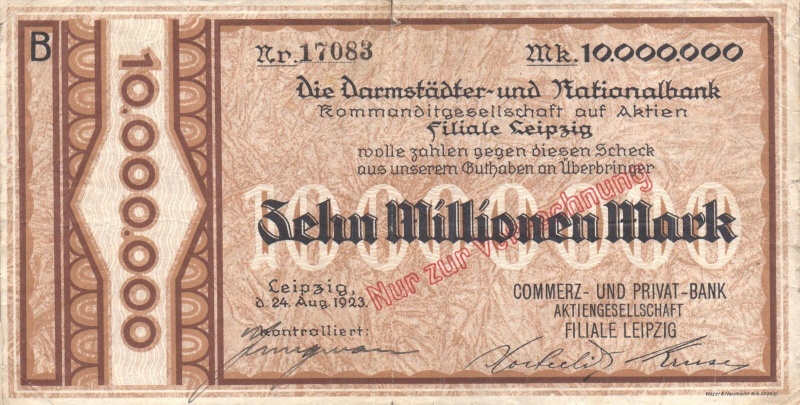 B
10.000.000
Nr. 17083
Mk. 10.000.000
Die Darmstädter- und Nationalbank
Kommanditgesellschaft auf Aktien
Filiale Leipzig
wolle zahlen gegen diesen Scheck
aus unserem Guthaben an Überbringer
10000000
Zehn Millionen Mark
Nur zur Verrechnung
Leipzig,
d. 24. Aug. 1923.
COMMERZ- UND PRIVAT-BANK
AKTIENGESELLSCHAFT
FILIALE LEIPZIG
kontrolliert: